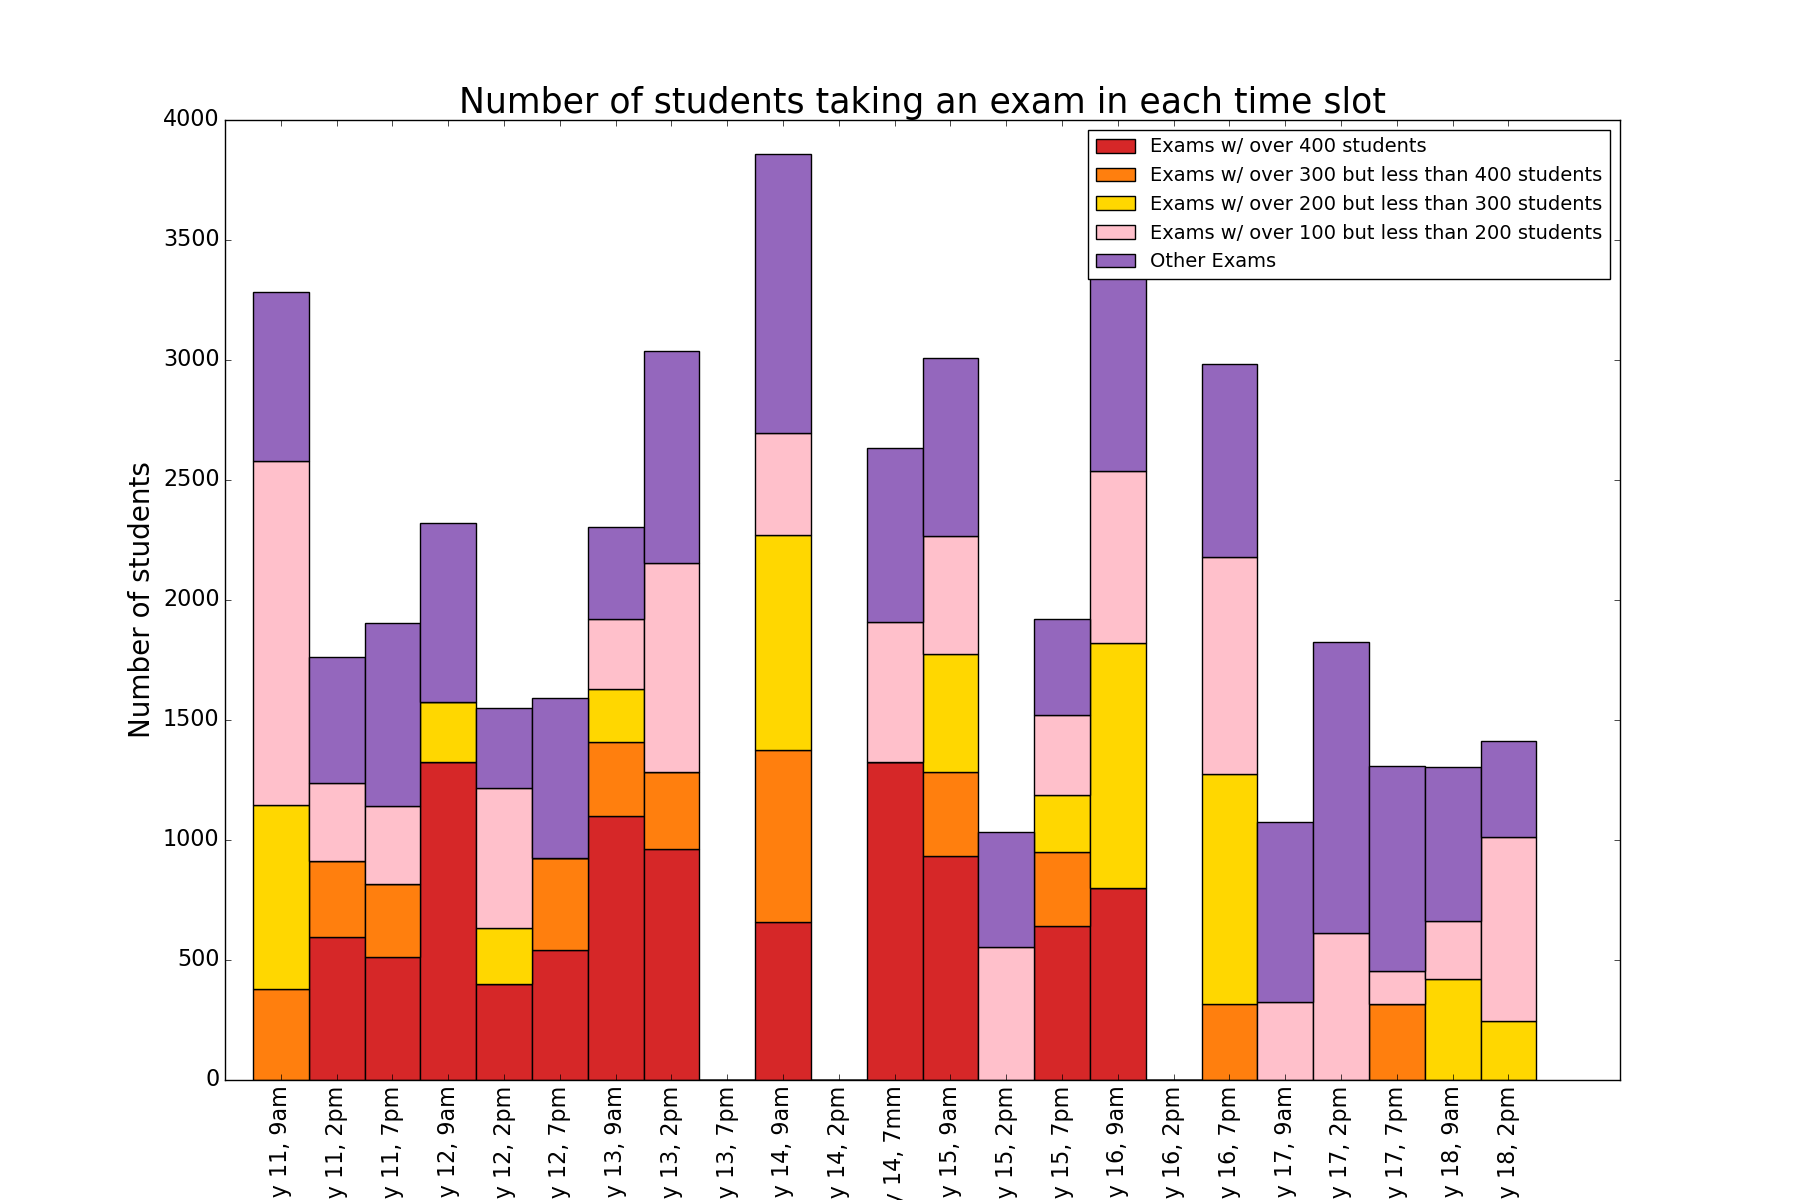 Number of students taking an exam in each time slot
Exams w/ over 400 students
Exams w/ over 300 but less than 400 students
Exams w/ over 200 but less than 300 students
Exams w/ over 100 but less than 200 students
Other Exams
Number of students
4000
3500
3000
2500
2000
1500
1000
500
0
y 11, 9am
y 11, 2pm
y 11, 7pm
y 12, 9am
y 12, 2pm
y 12, 7pm
y 13, 9am
y 13, 2pm
y 13, 7pm
y 14, 9am
y 14, 2pm
y 14, 7mm
y 15, 9am
y 15, 2pm
y 15, 7pm
y 16, 9am
y 16, 2pm
y 16, 7pm
y 17, 9am
y 17, 2pm
y 17, 7pm
y 18, 9am
y 18, 2pm